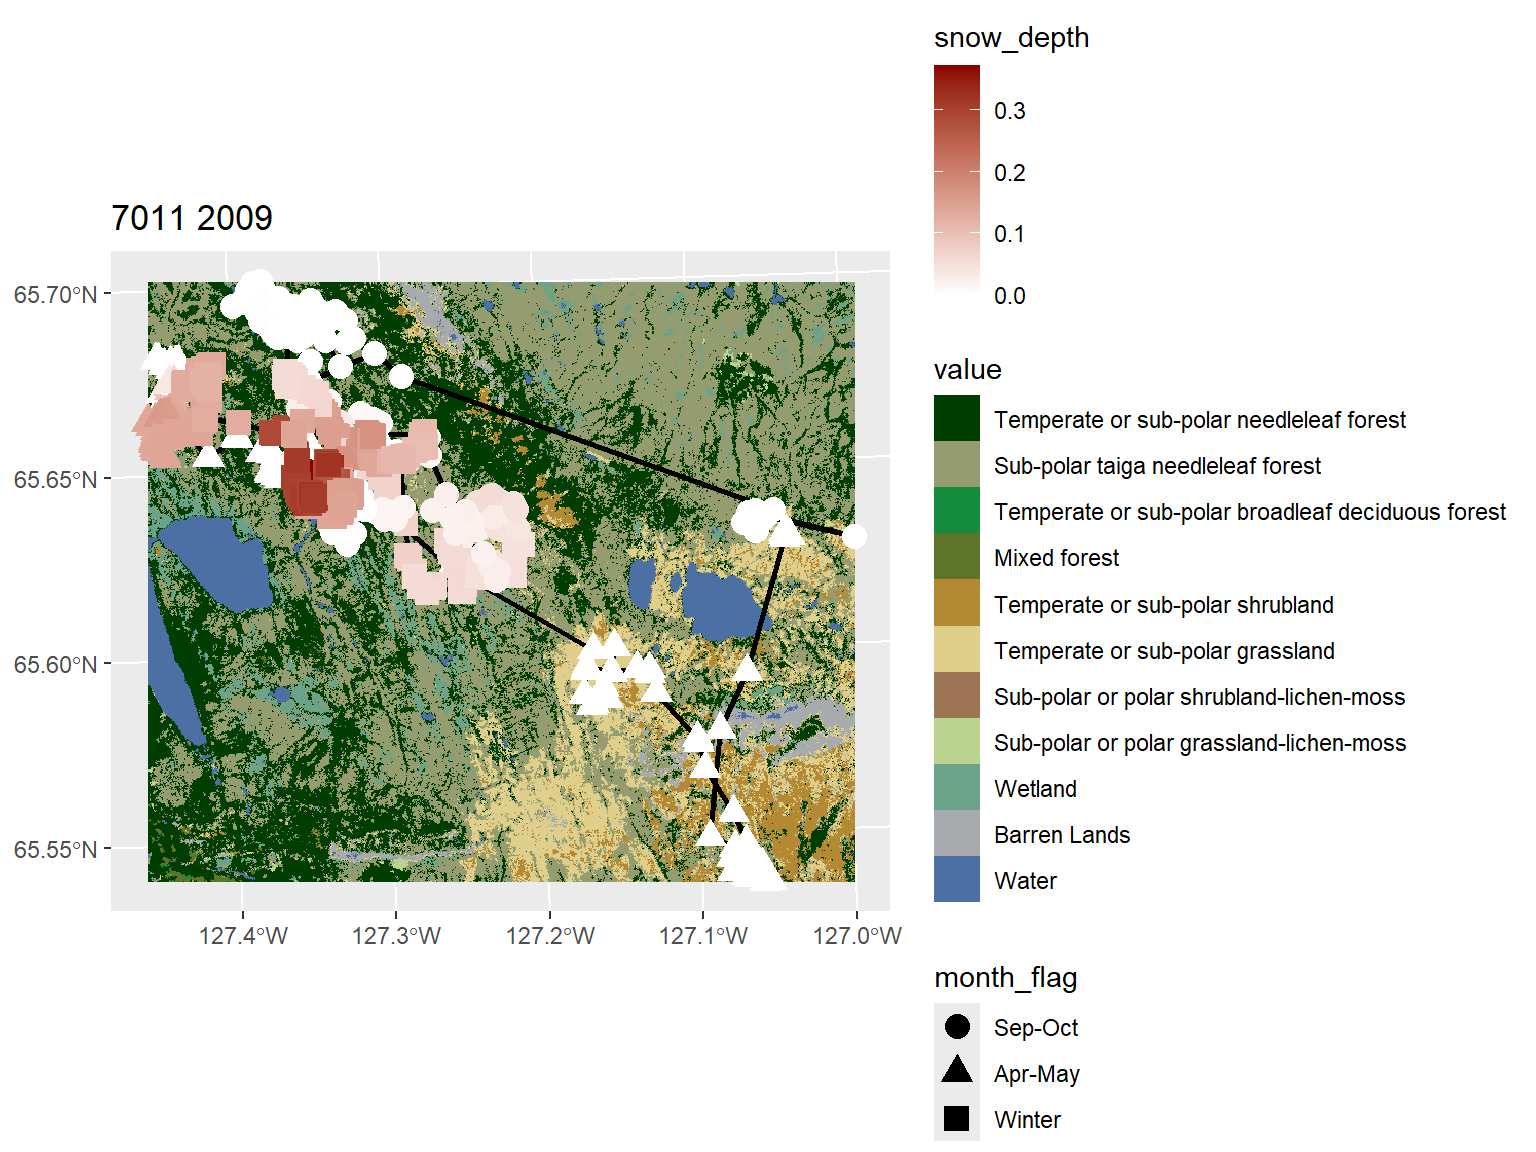 snow_depth
0.3
0.2
0.1
0.0
7011 2009
65.70°N
65.65°N
65.60°N
65.55°N
127.4°W
127.3°W
127.2°W
127.1°W
127.0°W
value
Temperate or sub-polar needleleaf forest
Sub-polar taiga needleleaf forest
Temperate or sub-polar broadleaf deciduous forest
Mixed forest
Temperate or sub-polar shrubland
Temperate or sub-polar grassland
Sub-polar or polar shrubland-lichen-moss
Sub-polar or polar grassland-lichen-moss
Wetland
Barren Lands
Water
month_flag
Sep-Oct
Apr-May
Winter